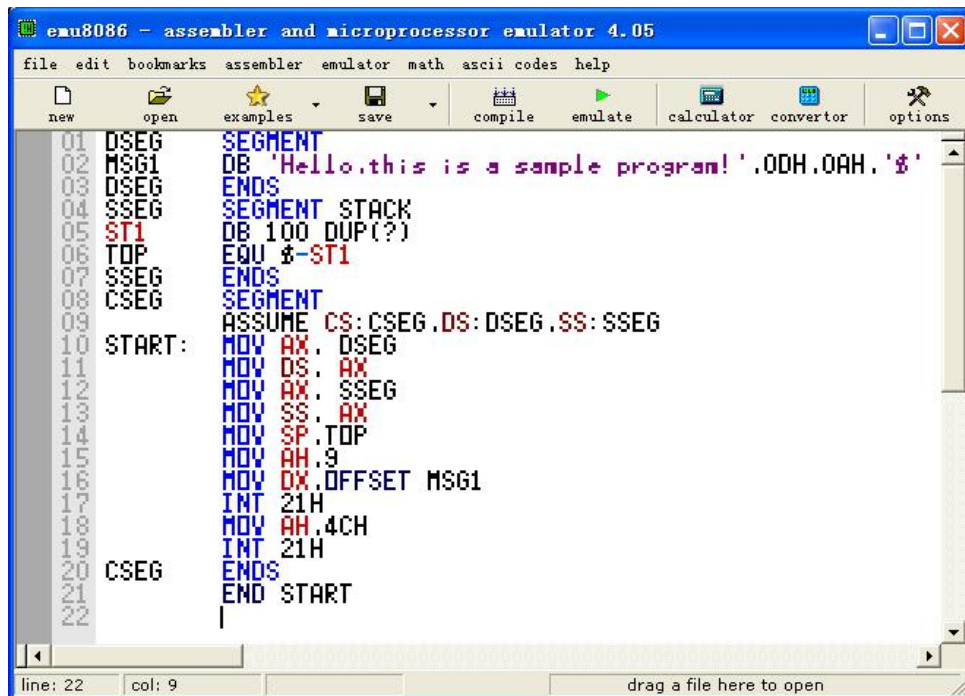 emu8086 - assembler and microprocessor emulator 4.05
file edit bookmarks assembler emulator math ascii codes help
new open examples save compile emulate calculator convertor options
01 DSEG SEGMENT
02 MSG1 DB 'Hello,this is a sample program!',0DH,0AH,'$'
03 DSEG ENDS
04 SSEG SEGMENT STACK
05 ST1 DB 100 DUP(?)
06 TOP EQU $-ST1
07 SSEG ENDS
08 CSEG SEGMENT
09 ASSUME CS:CSEG,DS:DSEG,SS:SSEG
10 START: MOV AX, DSEG
11 MOV DS, AX
12 MOV AX, SSEG
13 MOV SS, AX
14 MOV SP,TOP
15 MOV AH,9
16 MOV DX,OFFSET MSG1
17 INT 21H
18 MOV AH,4CH
19 INT 21H
20 CSEG ENDS
21 END START
22
line: 22 col: 9 drag a file here to open